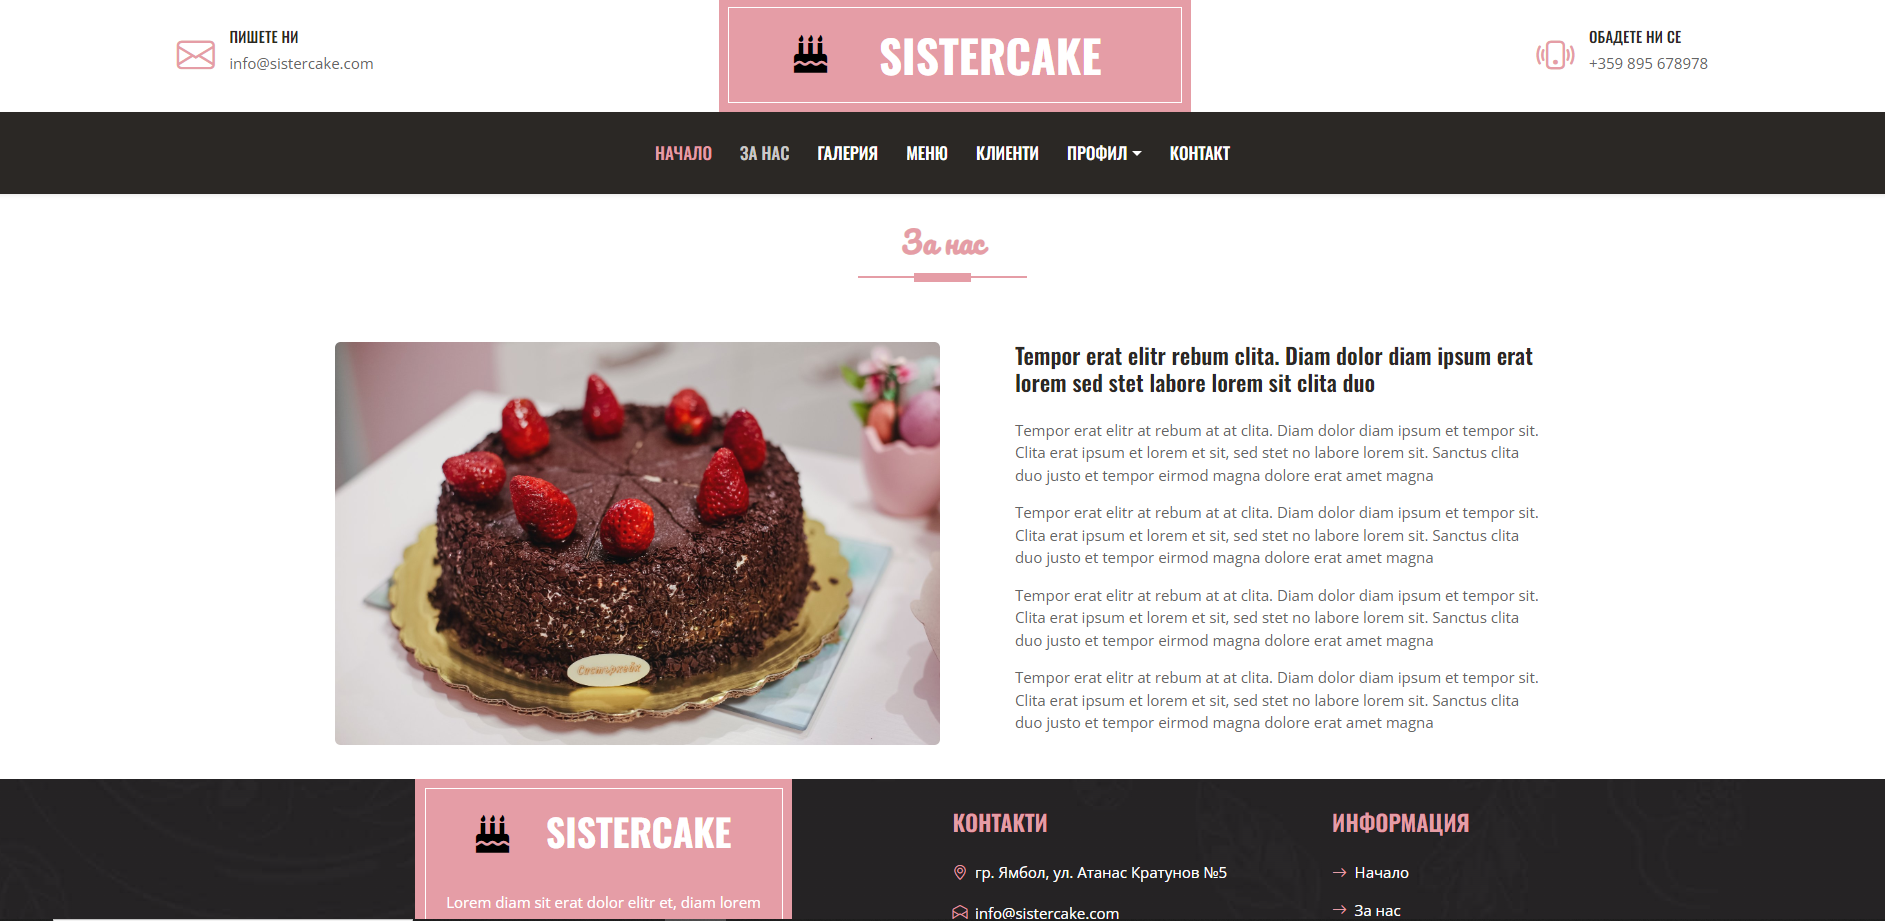 ПИШЕТЕ НИ
info@sistercake.com
SISTERCAKE
ОБАДЕТЕ НИ СЕ
+359 895 678978
НАЧАЛО ЗА НАС ГАЛЕРИЯ МЕНЮ КЛИЕНТИ ПРОФИЛ КОНТАКТ
За нас
Tempor erat elitr rebum clita. Diam dolor diam ipsum erat
lorem sed stet labore lorem sit clita duo
Tempor erat elitr at rebum at at clita. Diam dolor diam ipsum et tempor sit.
Clita erat ipsum et lorem et sit, sed stet no labore lorem sit. Sanctus clita
duo justo et tempor eirmod magna dolore erat amet magna
Tempor erat elitr at rebum at at clita. Diam dolor diam ipsum et tempor sit.
Clita erat ipsum et lorem et sit, sed stet no labore lorem sit. Sanctus clita
duo justo et tempor eirmod magna dolore erat amet magna
Tempor erat elitr at rebum at at clita. Diam dolor diam ipsum et tempor sit.
Clita erat ipsum et lorem et sit, sed stet no labore lorem sit. Sanctus clita
duo justo et tempor eirmod magna dolore erat amet magna
Tempor erat elitr at rebum at at clita. Diam dolor diam ipsum et tempor sit.
Clita erat ipsum et lorem et sit, sed stet no labore lorem sit. Sanctus clita
duo justo et tempor eirmod magna dolore erat amet magna
SISTERCAKE
Lorem diam sit erat dolor elitr et, diam lorem
КОНТАКТИ
гр. Ямбол, ул. Атанас Кратунов №5
info@sistercake.com
ИНФОРМАЦИЯ
Начало
За нас